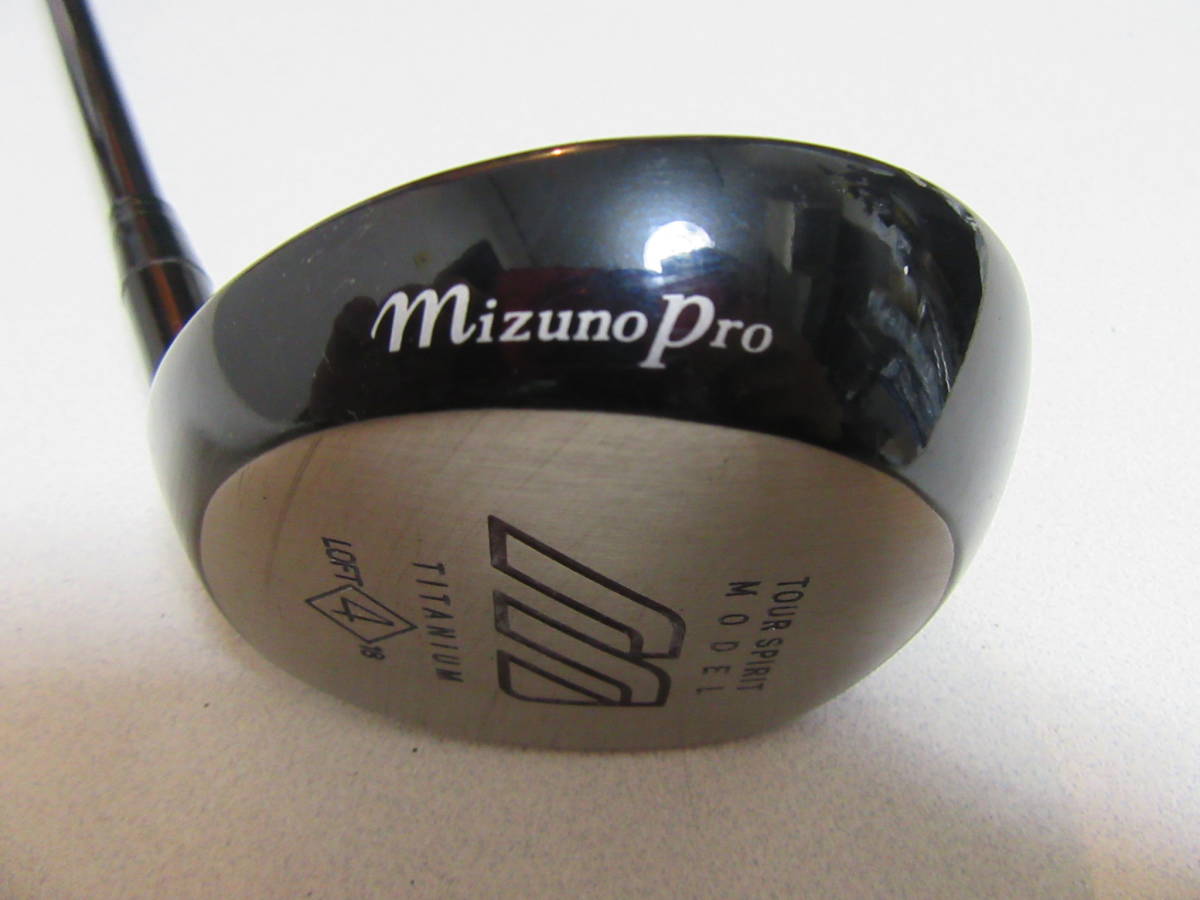 Mizuno Pro
TOUR SPIRIT
MODEL
TITANIUM
LOFT 4 18